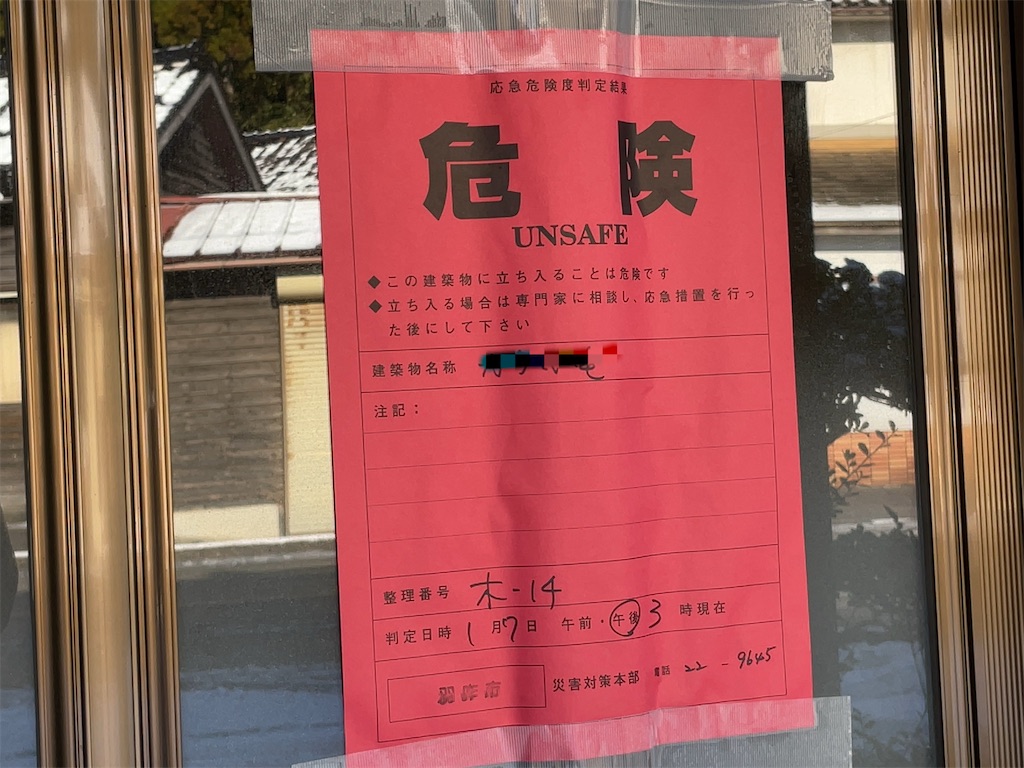 応急危険度判定結果
危険
UNSAFE
◆この建築物に立ち入ることは危険です
◆立ち入る場合は専門家に相談し、応急措置を行っ
た後にして下さい
建築物名称
注記：
整理番号 木-14
判定日時 1月7日 午前・午後3時現在
羽咋市 災害対策本部 電話 22-9645